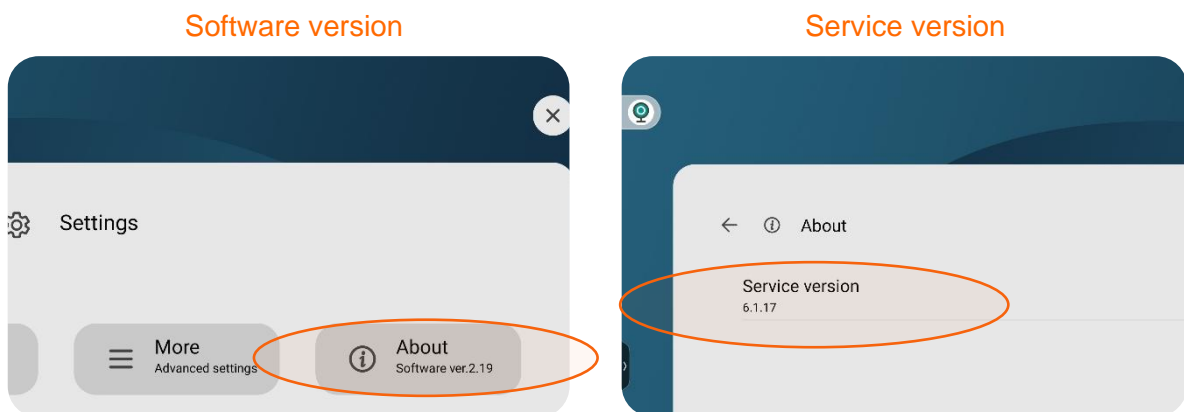 Software version
Settings
More
Advanced settings
About
Software ver.2.19
Service version
About
Service version
6.1.17